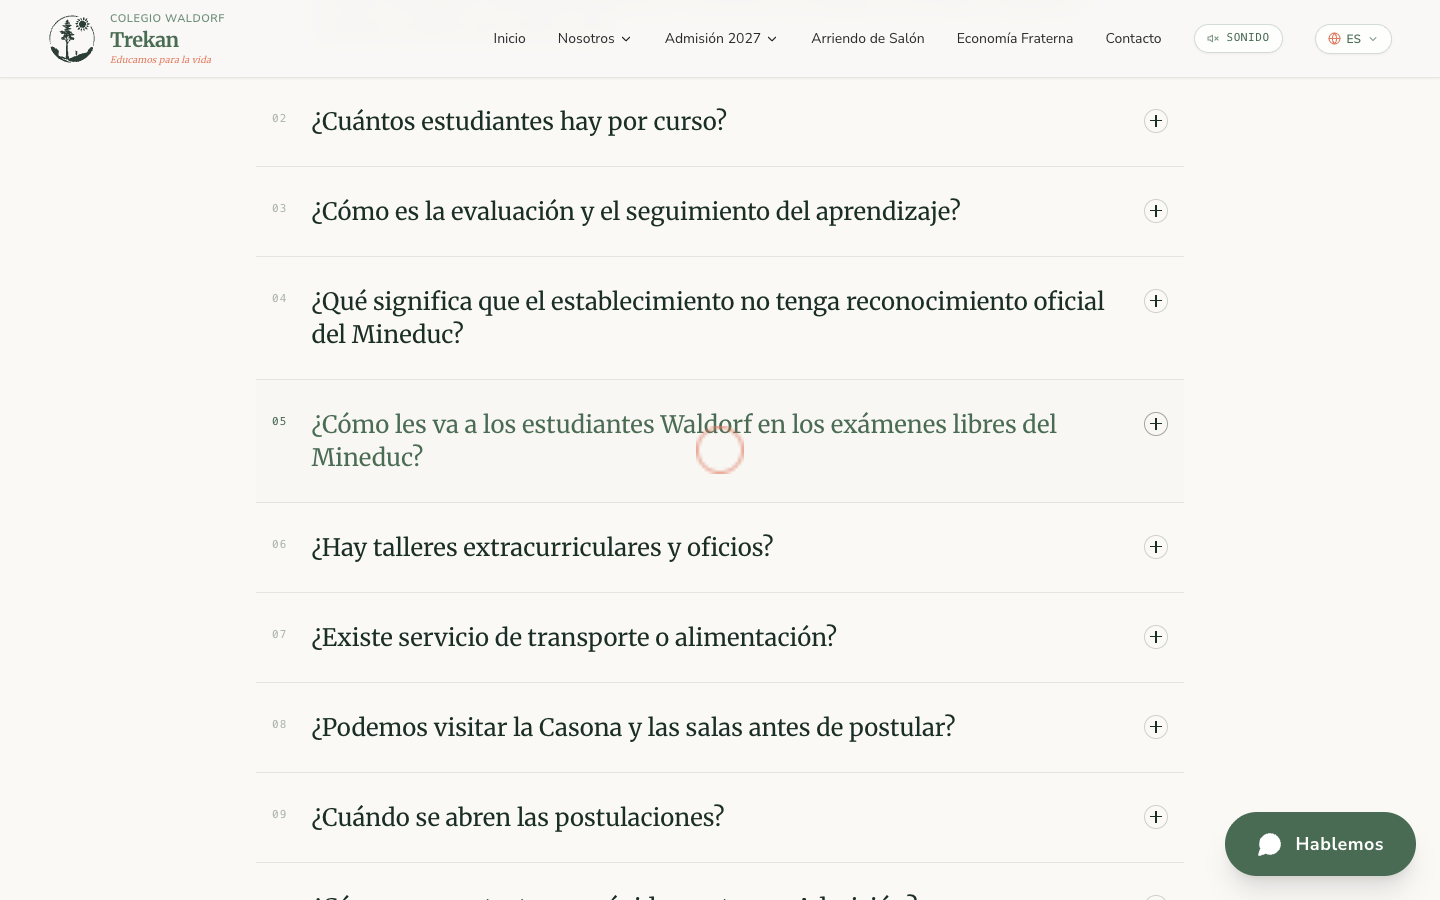 COLEGIO WALDORF
Trekan
Educamos para la vida
Inicio
Nosotros
Admisión 2027
Arriendo de Salón
Economía Fraterna
Contacto
SONIDO
ES
02
¿Cuántos estudiantes hay por curso?
03
¿Cómo es la evaluación y el seguimiento del aprendizaje?
04
¿Qué significa que el establecimiento no tenga reconocimiento oficial
del Mineduc?
05
¿Cómo les va a los estudiantes Waldorf en los exámenes libres del
Mineduc?
06
¿Hay talleres extracurriculares y oficios?
07
¿Existe servicio de transporte o alimentación?
08
¿Podemos visitar la Casona y las salas antes de postular?
09
¿Cuándo se abren las postulaciones?
Hablemos